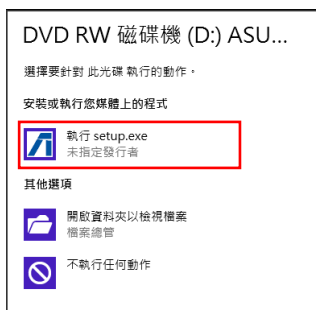 DVD RW 磁碟機 (D:) ASU...
選擇要針對 此光碟 執行的動作。
安裝或執行您媒體上的程式
執行 setup.exe
未指定發行者
其他選項
開啟資料夾以檢視檔案
檔案總管
不執行任何動作